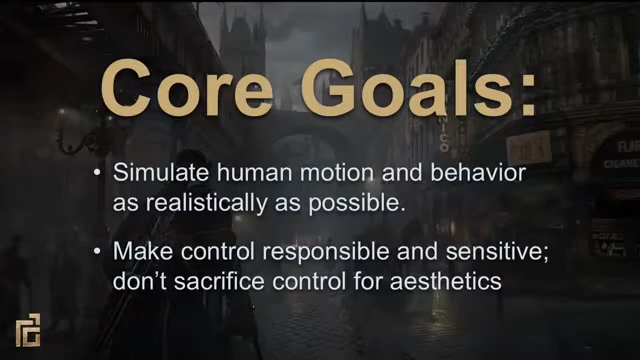 Core Goals:
• Simulate human motion and behavior
as realistically as possible.
• Make control responsible and sensitive;
don't sacrifice control for aesthetics